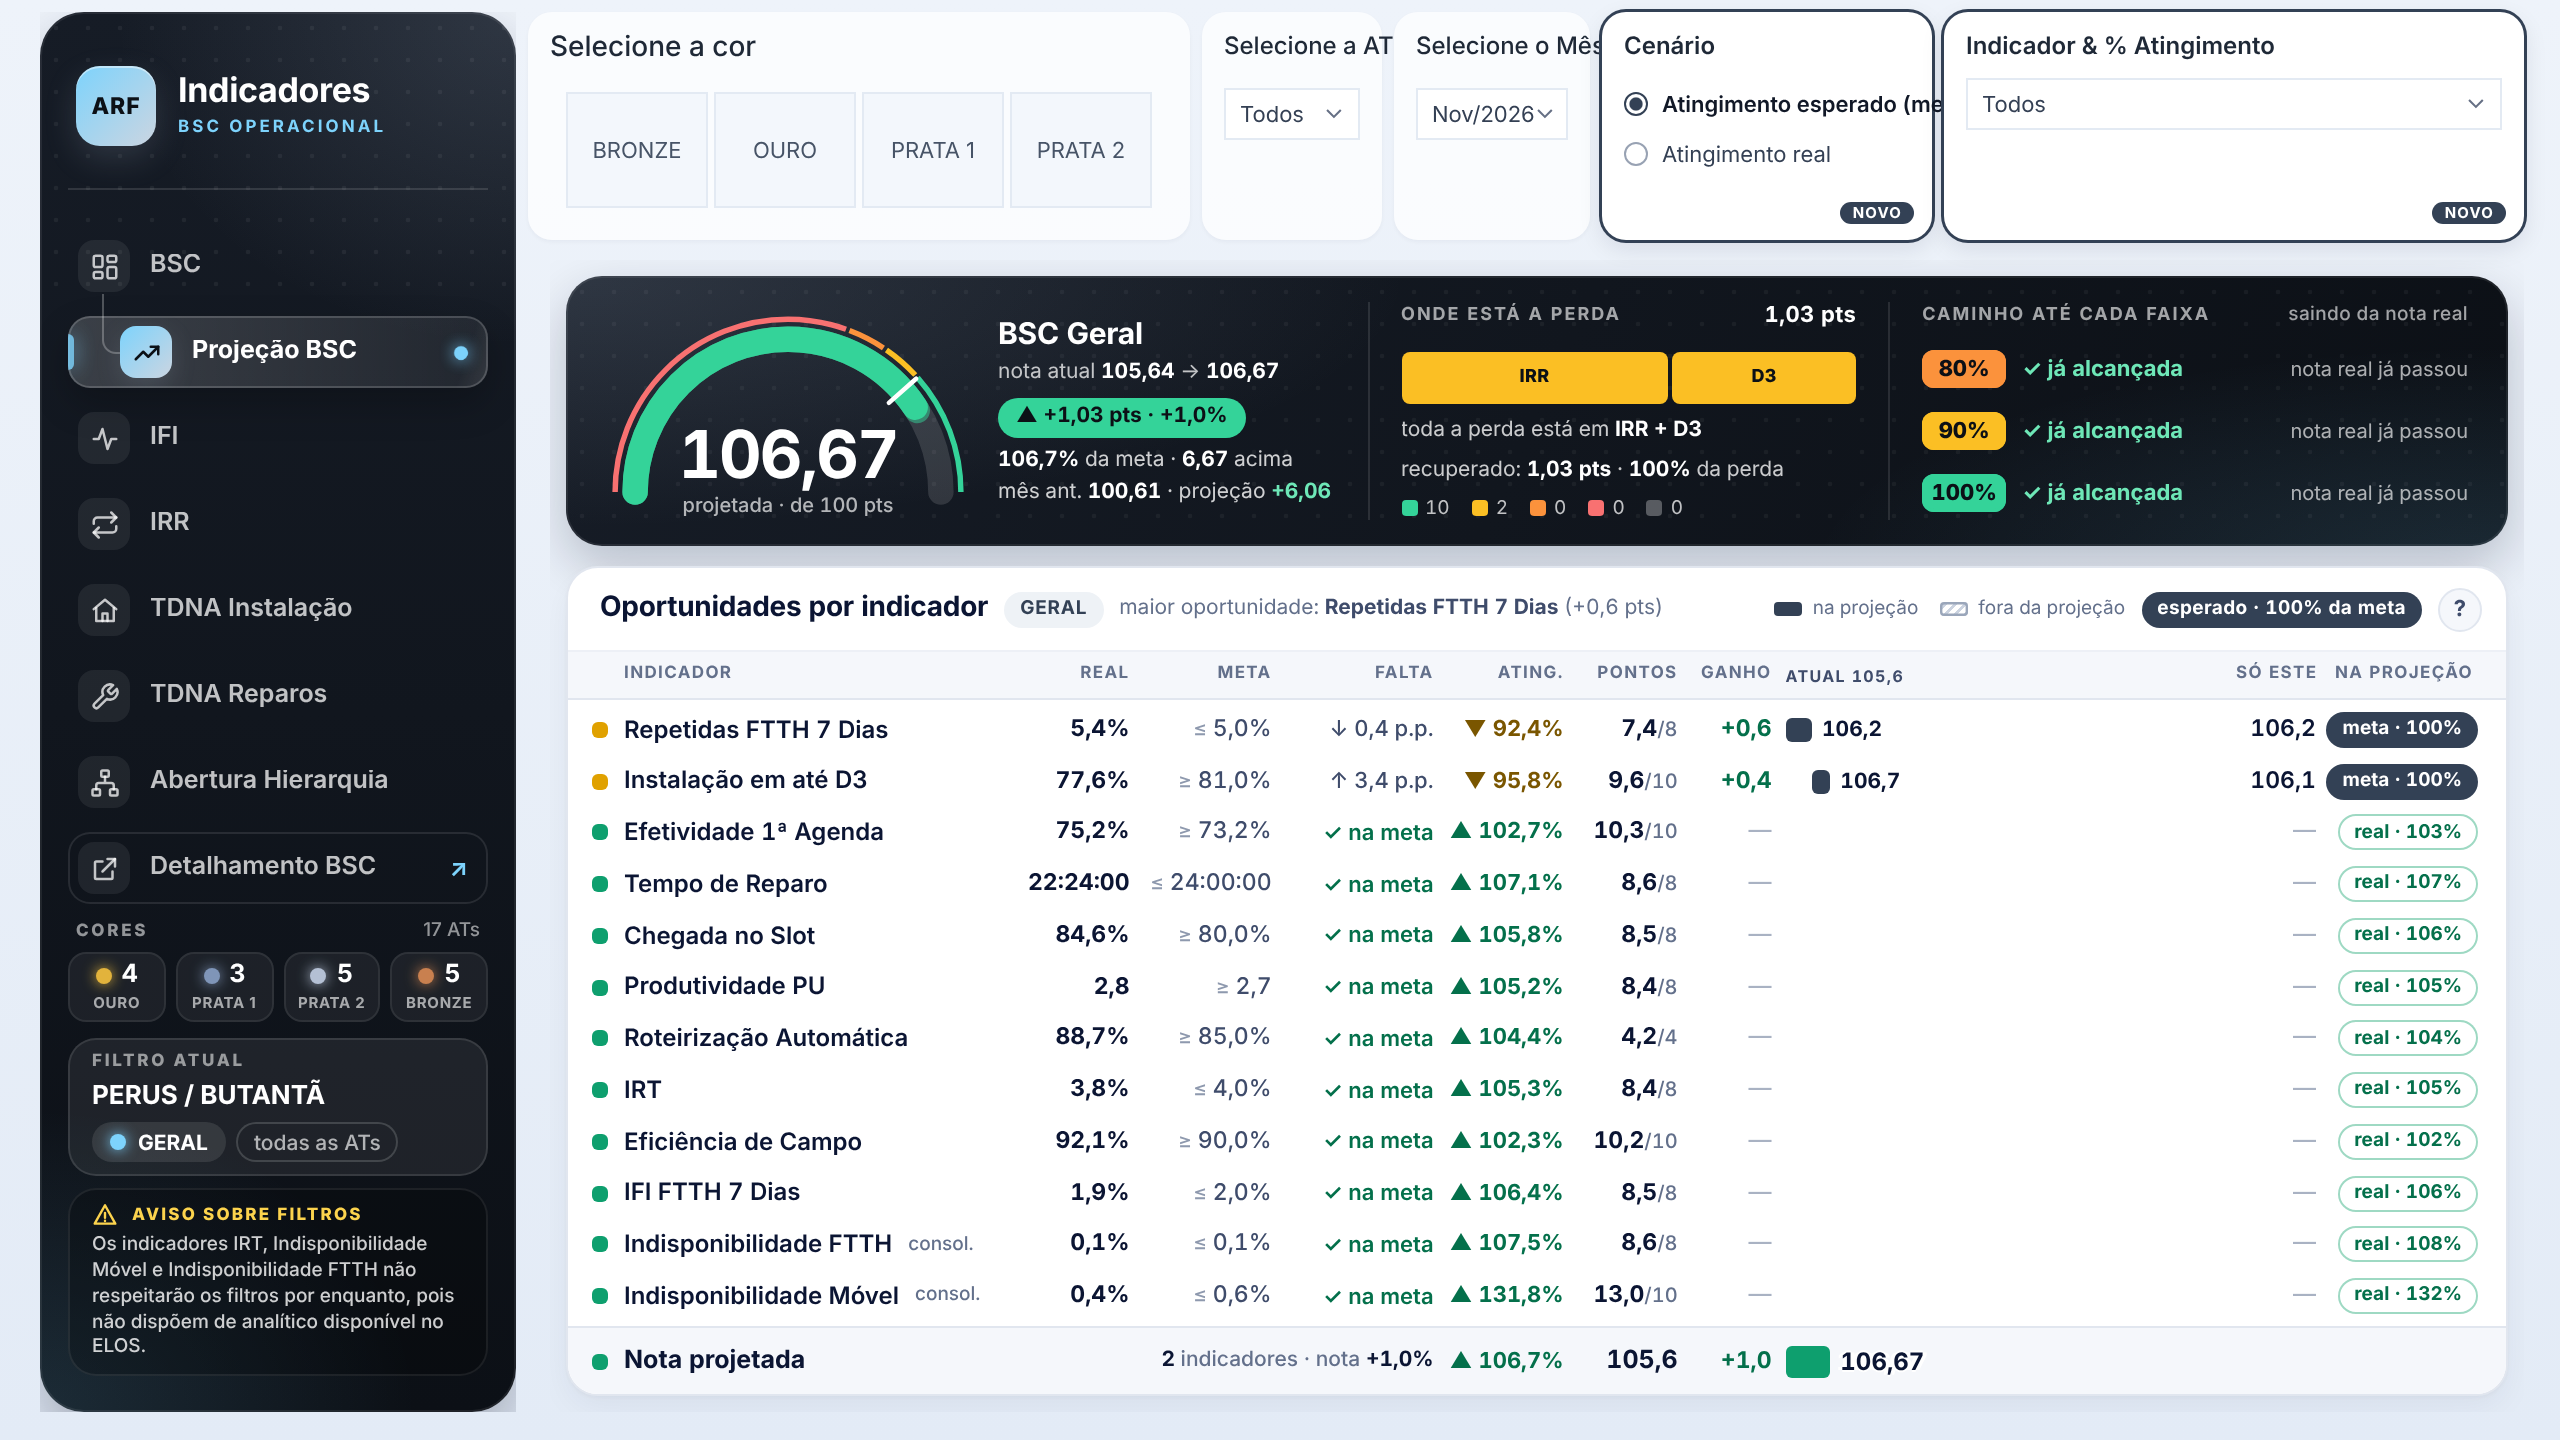 ARF
Indicadores
BSC OPERACIONAL
BSC
Projeção BSC
IFI
IRR
TDNA Instalação
TDNA Reparos
Abertura Hierarquia
Detalhamento BSC
CORES 17 ATs
4 3 5 5
OURO PRATA 1 PRATA 2 BRONZE
FILTRO ATUAL
PERUS / BUTANTÃ
GERAL todas as ATs
AVISO SOBRE FILTROS
Os indicadores IRT, Indisponibilidade
Móvel e Indisponibilidade FTTH não
respeitarão os filtros por enquanto, pois
não dispõem de analítico disponível no
ELOS.
Selecione a cor
BRONZE OURO PRATA 1 PRATA 2
Selecione a AT
Todos
Selecione o Mês
Nov/2026
Cenário
Atingimento esperado (me
Atingimento real
NOVO
Indicador & % Atingimento
Todos
NOVO
106,67
projetada · de 100 pts
BSC Geral
nota atual 105,64 → 106,67
▲ +1,03 pts · +1,0%
106,7% da meta · 6,67 acima
mês ant. 100,61 · projeção +6,06
ONDE ESTÁ A PERDA 1,03 pts
IRR D3
toda a perda está em IRR + D3
recuperado: 1,03 pts · 100% da perda
10 2 0 0 0
CAMINHO ATÉ CADA FAIXA saindo da nota real
80% ✓ já alcançada nota real já passou
90% ✓ já alcançada nota real já passou
100% ✓ já alcançada nota real já passou
Oportunidades por indicador GERAL maior oportunidade: Repetidas FTTH 7 Dias (+0,6 pts) na projeção fora da projeção esperado · 100% da meta ?
INDICADOR REAL META FALTA ATING. PONTOS GANHO ATUAL 105,6 SÓ ESTE NA PROJEÇÃO
Repetidas FTTH 7 Dias 5,4% ≤ 5,0% ↓ 0,4 p.p. ▼ 92,4% 7,4/8 +0,6 106,2 106,2 meta · 100%
Instalação em até D3 77,6% ≥ 81,0% ↑ 3,4 p.p. ▼ 95,8% 9,6/10 +0,4 106,7 106,1 meta · 100%
Efetividade 1ª Agenda 75,2% ≥ 73,2% ✓ na meta ▲ 102,7% 10,3/10 — — real · 103%
Tempo de Reparo 22:24:00 ≤ 24:00:00 ✓ na meta ▲ 107,1% 8,6/8 — — real · 107%
Chegada no Slot 84,6% ≥ 80,0% ✓ na meta ▲ 105,8% 8,5/8 — — real · 106%
Produtividade PU 2,8 ≥ 2,7 ✓ na meta ▲ 105,2% 8,4/8 — — real · 105%
Roteirização Automática 88,7% ≥ 85,0% ✓ na meta ▲ 104,4% 4,2/4 — — real · 104%
IRT 3,8% ≤ 4,0% ✓ na meta ▲ 105,3% 8,4/8 — — real · 105%
Eficiência de Campo 92,1% ≥ 90,0% ✓ na meta ▲ 102,3% 10,2/10 — — real · 102%
IFI FTTH 7 Dias 1,9% ≤ 2,0% ✓ na meta ▲ 106,4% 8,5/8 — — real · 106%
Indisponibilidade FTTH consol. 0,1% ≤ 0,1% ✓ na meta ▲ 107,5% 8,6/8 — — real · 108%
Indisponibilidade Móvel consol. 0,4% ≤ 0,6% ✓ na meta ▲ 131,8% 13,0/10 — — real · 132%
Nota projetada 2 indicadores · nota +1,0% ▲ 106,7% 105,6 +1,0 106,67